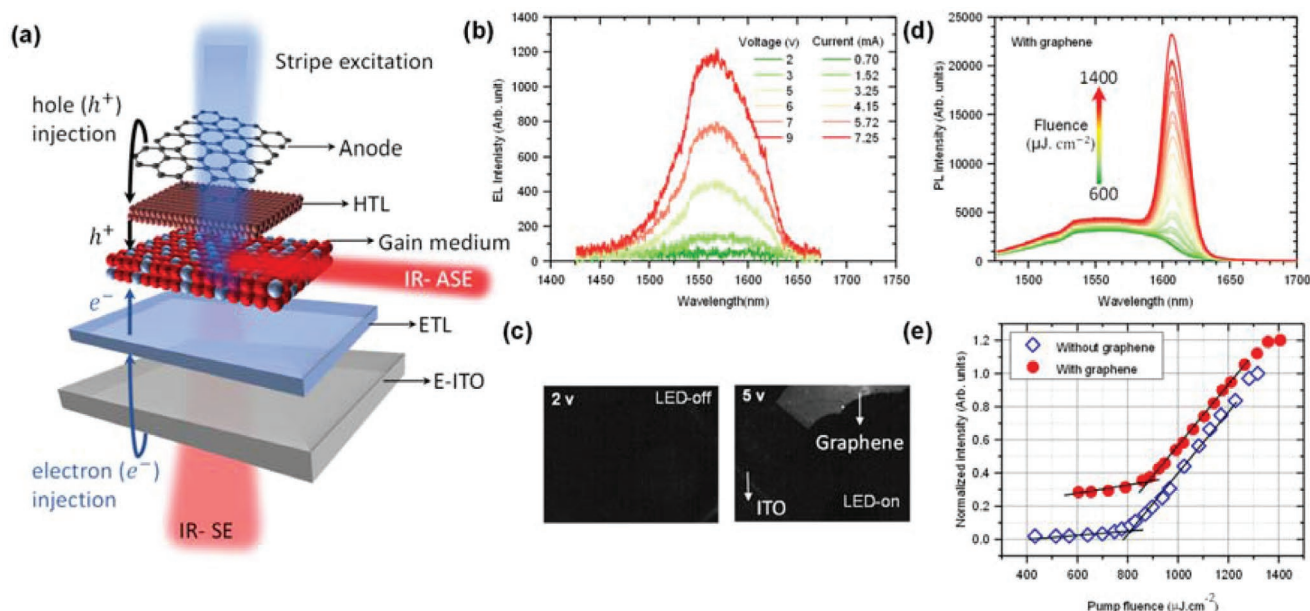 (a)
Stripe excitation
hole (h⁺)
injection
Anode
HTL
h⁺
Gain medium
IR- ASE
e⁻
ETL
E-ITO
electron (e⁻)
injection
IR- SE
(b)
EL Intenisty (Arb. unit)
1400
1200
1000
800
600
400
200
0
Voltage (v) Current (mA)
2 0.70
3 1.52
5 3.25
6 4.15
7 5.72
9 7.25
1400 1450 1500 1550 1600 1650 1700 1750
Wavelength(nm)
(c)
2 v
LED-off
5 v
Graphene
ITO
LED-on
(d)
PL intensity (Arb. units)
25000
20000
15000
10000
5000
0
With graphene
1400
Fluence
(μJ. cm⁻²)
600
1500 1550 1600 1650 1700
Wavelength (nm)
(e)
Normalized intensity (Arb. units)
1.2
1.0
0.8
0.6
0.4
0.2
0.0
Without graphene
With graphene
400 600 800 1000 1200 1400
Pump fluence (μJ.cm⁻²)